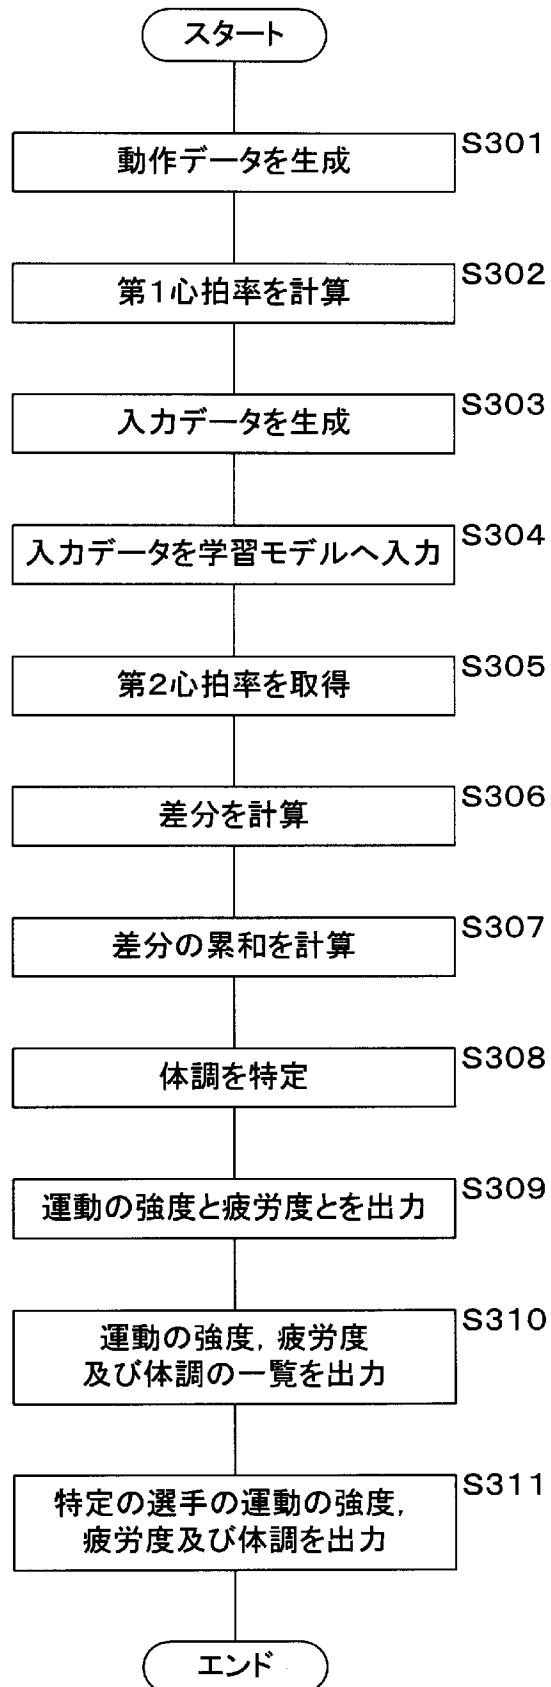 スタート
S301
動作データを生成
S302
第1心拍率を計算
S303
入力データを生成
S304
入力データを学習モデルへ入力
S305
第2心拍率を取得
S306
差分を計算
S307
差分の累和を計算
S308
体調を特定
S309
運動の強度と疲労度とを出力
S310
運動の強度，疲労度
及び体調の一覧を出力
S311
特定の選手の運動の強度，
疲労度及び体調を出力
エンド